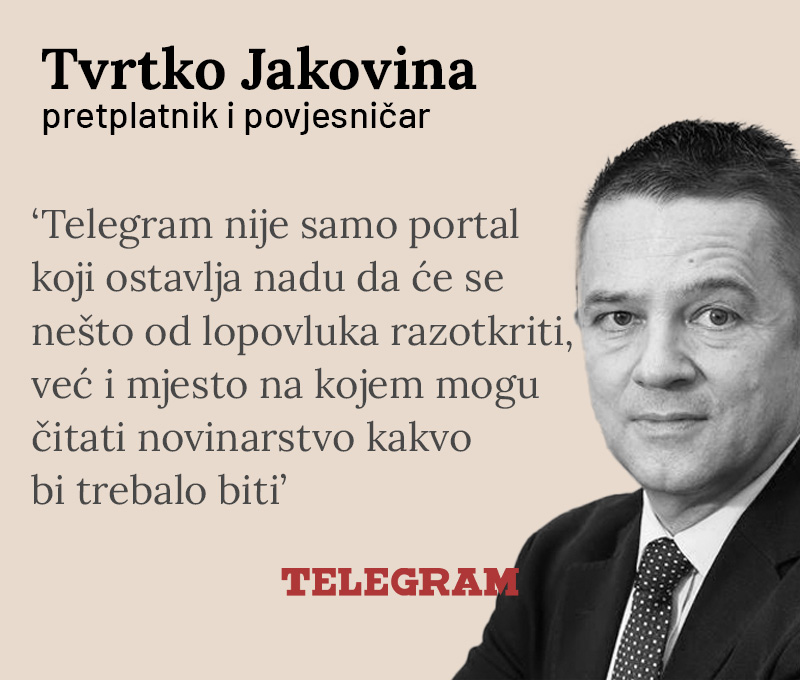 Tvrtko Jakovina
pretplatnik i povjesničar
‘Telegram nije samo portal
koji ostavlja nadu da će se
nešto od lopovluka razotkriti,
već i mjesto na kojem mogu
čitati novinarstvo kakvo
bi trebalo biti’
TELEGRAM